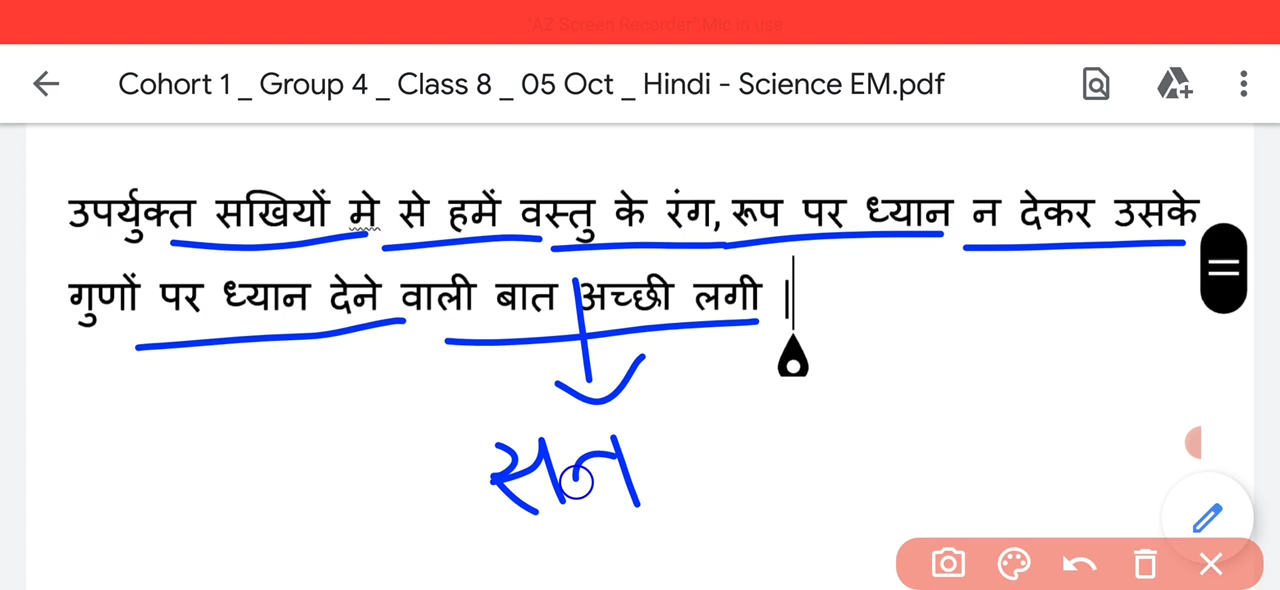 "AZ Screen Recorder",Mic in use
Cohort 1 _ Group 4 _ Class 8 _ 05 Oct _ Hindi - Science EM.pdf
उपर्युक्त सखियों मे से हमें वस्तु के रंग, रूप पर ध्यान न देकर उसके
गुणों पर ध्यान देने वाली बात अच्छी लगी |